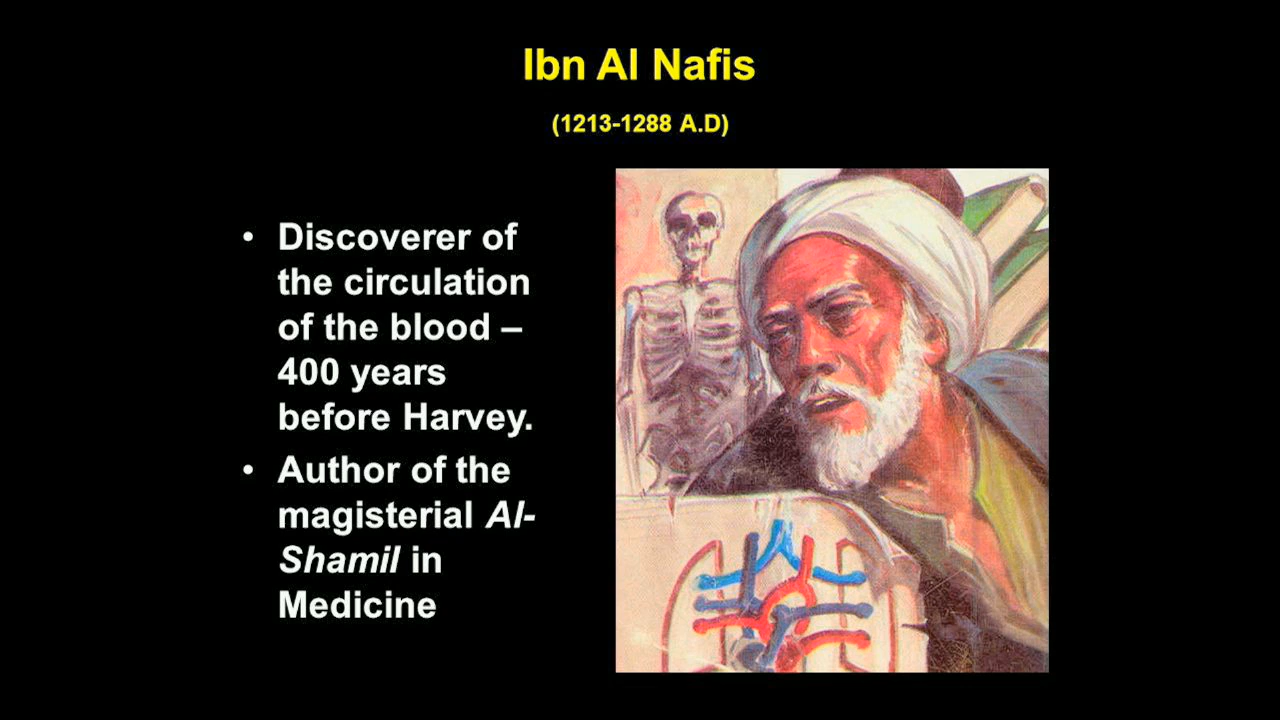 Ibn Al Nafis
(1213-1288 A.D)
• Discoverer of
the circulation
of the blood –
400 years
before Harvey.
• Author of the
magisterial Al-
Shamil in
Medicine